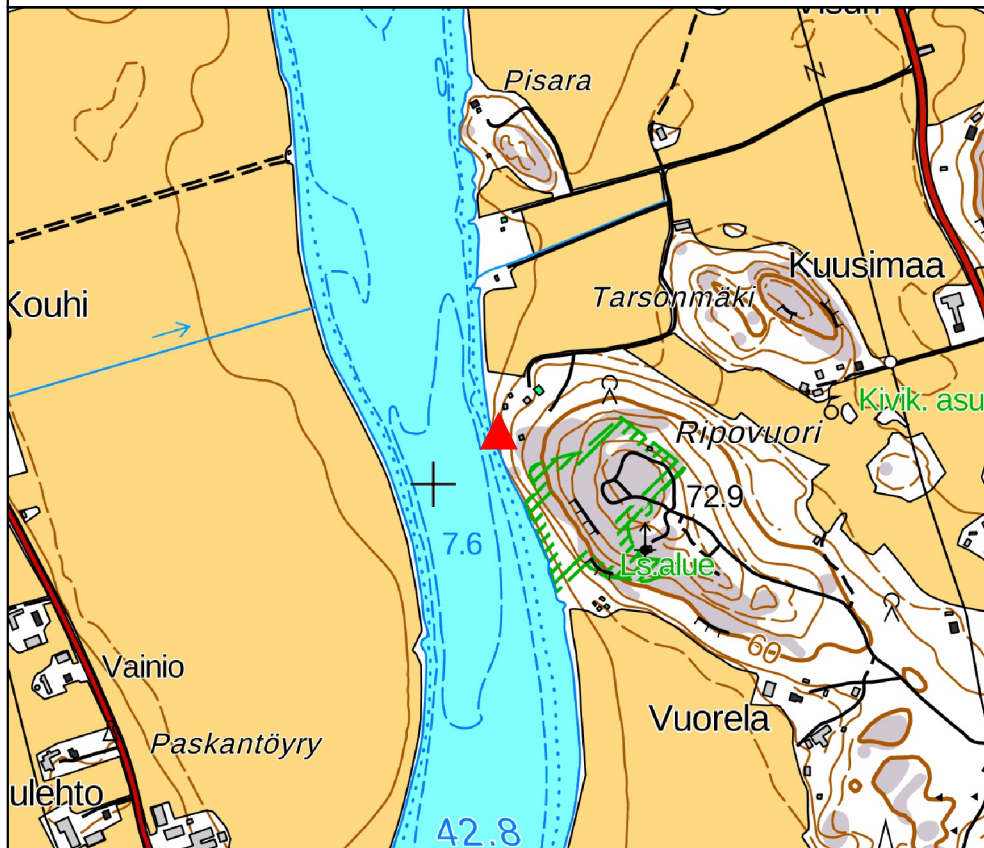 Pisara
Kuusimaa
Tarsonmäki
Kouhi
Kivik. asu
Ripovuori
72.9
7.6
Ls.alue
60
Vainio
Vuorela
Paskantöyry
ulehto
42.8